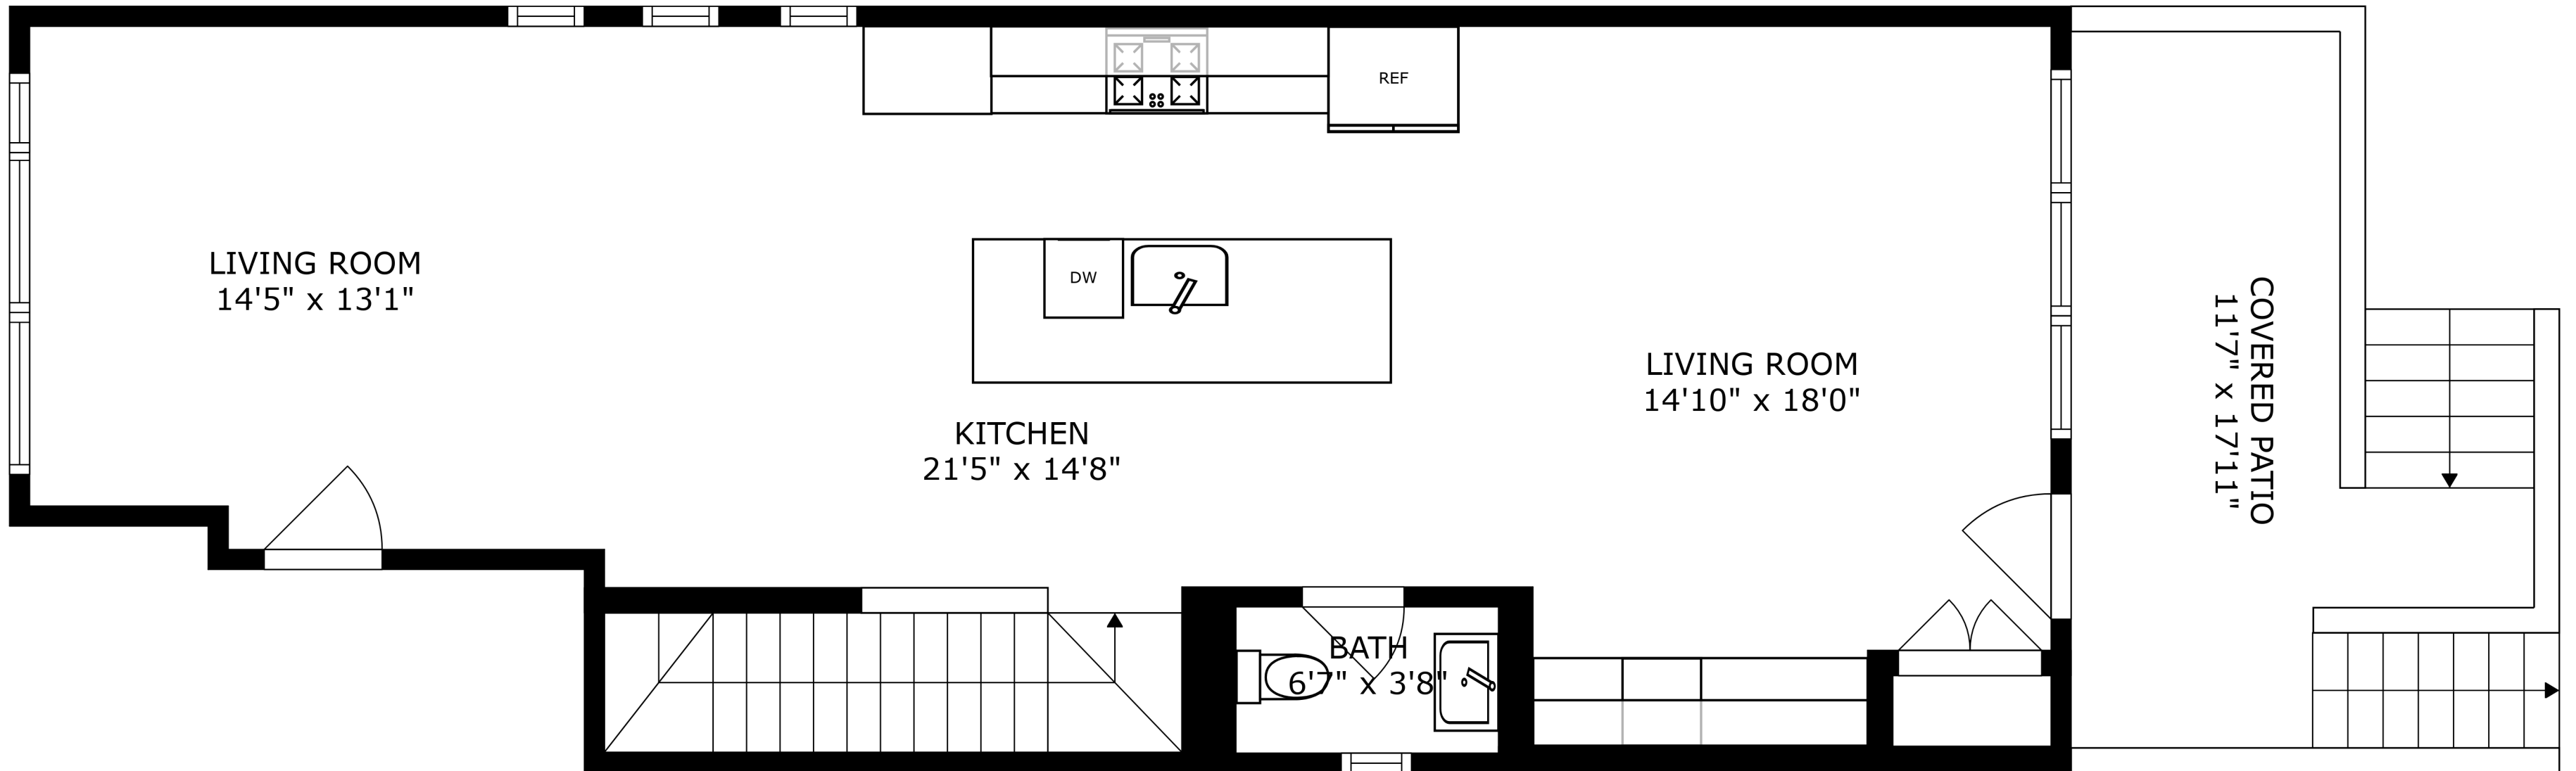 REF
LIVING ROOM
14'5" x 13'1"
DW
KITCHEN
21'5" x 14'8"
LIVING ROOM
14'10" x 18'0"
COVERED PATIO
11'7" x 17'11"
BATH
6'7" x 3'8"